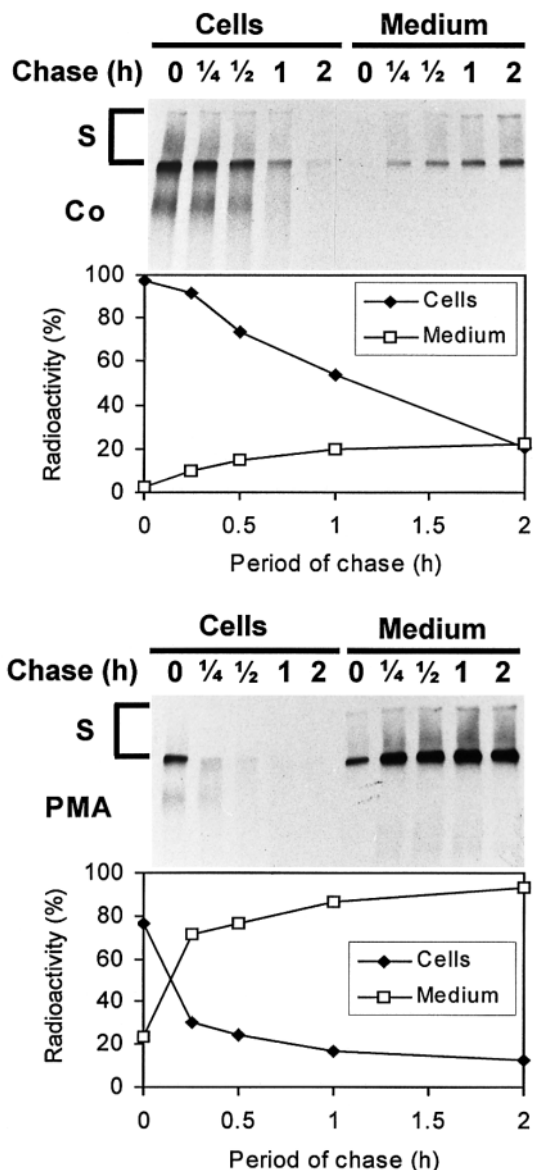 Cells Medium
Chase (h) 0 ¼ ½ 1 2 0 ¼ ½ 1 2
S
Co
100
80
60
40
20
0
Radioactivity (%)
Cells
Medium
0 0.5 1 1.5 2
Period of chase (h)
Cells Medium
Chase (h) 0 ¼ ½ 1 2 0 ¼ ½ 1 2
S
PMA
100
80
60
40
20
0
Radioactivity (%)
Cells
Medium
0 0.5 1 1.5 2
Period of chase (h)